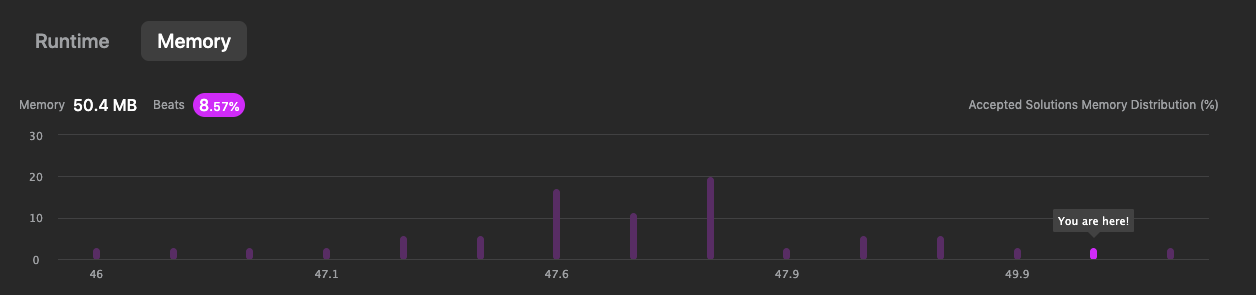 Runtime Memory
Memory 50.4 MB Beats 8.57% Accepted Solutions Memory Distribution (%)
30
20
10
You are here!
0
46 47.1 47.6 47.9 49.9